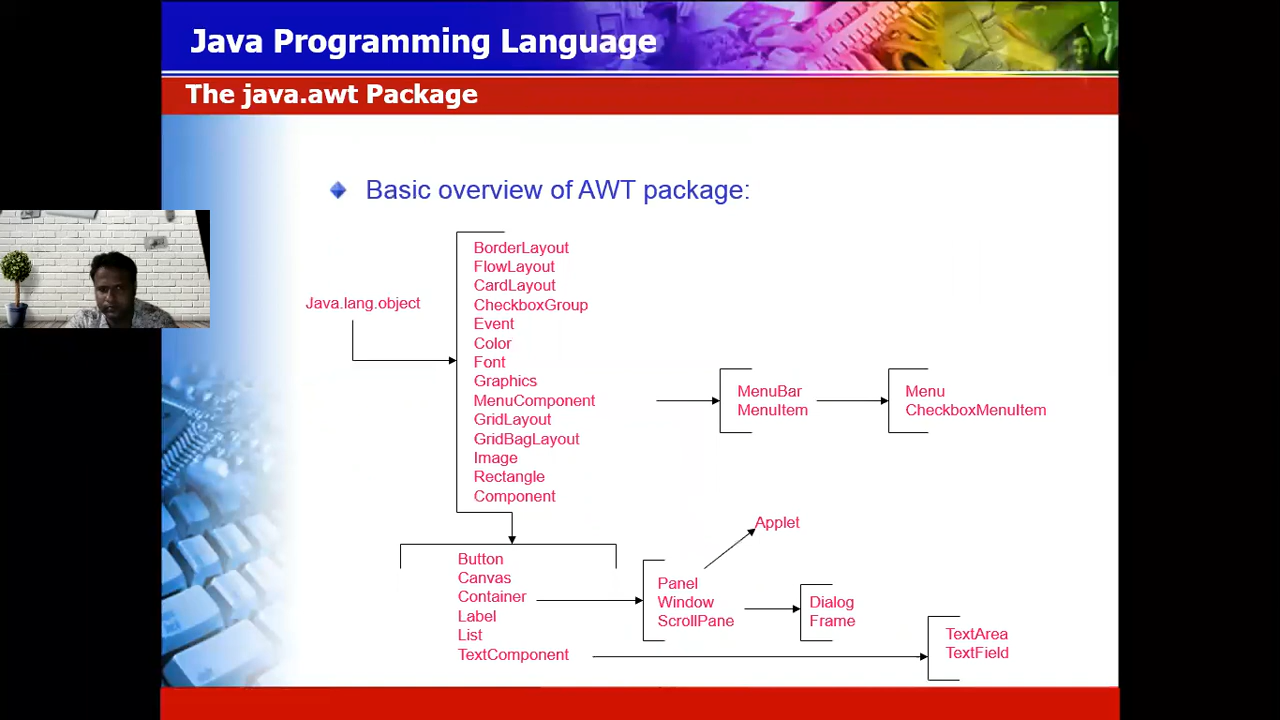 Java Programming Language
The java.awt Package
Basic overview of AWT package:
Java.lang.object
BorderLayout
FlowLayout
CardLayout
CheckboxGroup
Event
Color
Font
Graphics
MenuComponent
GridLayout
GridBagLayout
Image
Rectangle
Component
MenuBar
MenuItem
Menu
CheckboxMenuItem
Button
Canvas
Container
Label
List
TextComponent
Applet
Panel
Window
ScrollPane
Dialog
Frame
TextArea
TextField